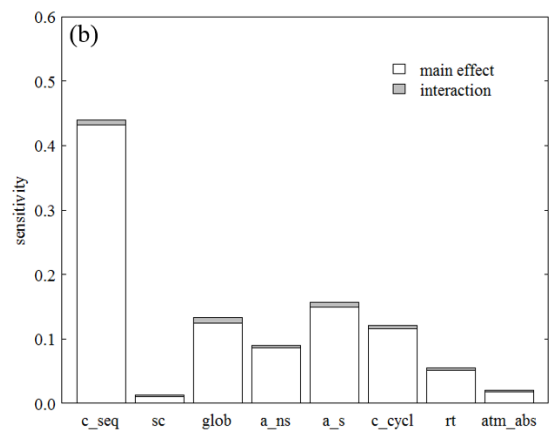 (b)
0.6
0.5
0.4
0.3
0.2
0.1
0.0
sensitivity
main effect
interaction
c_seq sc glob a_ns a_s c_cycl rt atm_abs